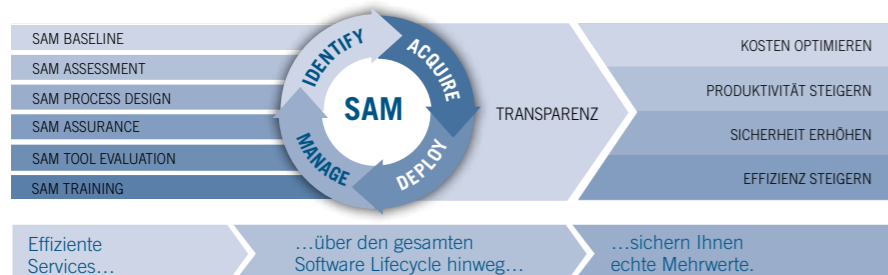 SAM BASELINE
SAM ASSESSMENT
SAM PROCESS DESIGN
SAM ASSURANCE
SAM TOOL EVALUATION
SAM TRAINING
IDENTIFY
ACQUIRE
DEPLOY
MANAGE
SAM
TRANSPARENZ
KOSTEN OPTIMIEREN
PRODUKTIVITÄT STEIGERN
SICHERHEIT ERHÖHEN
EFFIZIENZ STEIGERN
Effiziente
Services…
…über den gesamten
Software Lifecycle hinweg…
…sichern Ihnen
echte Mehrwerte.